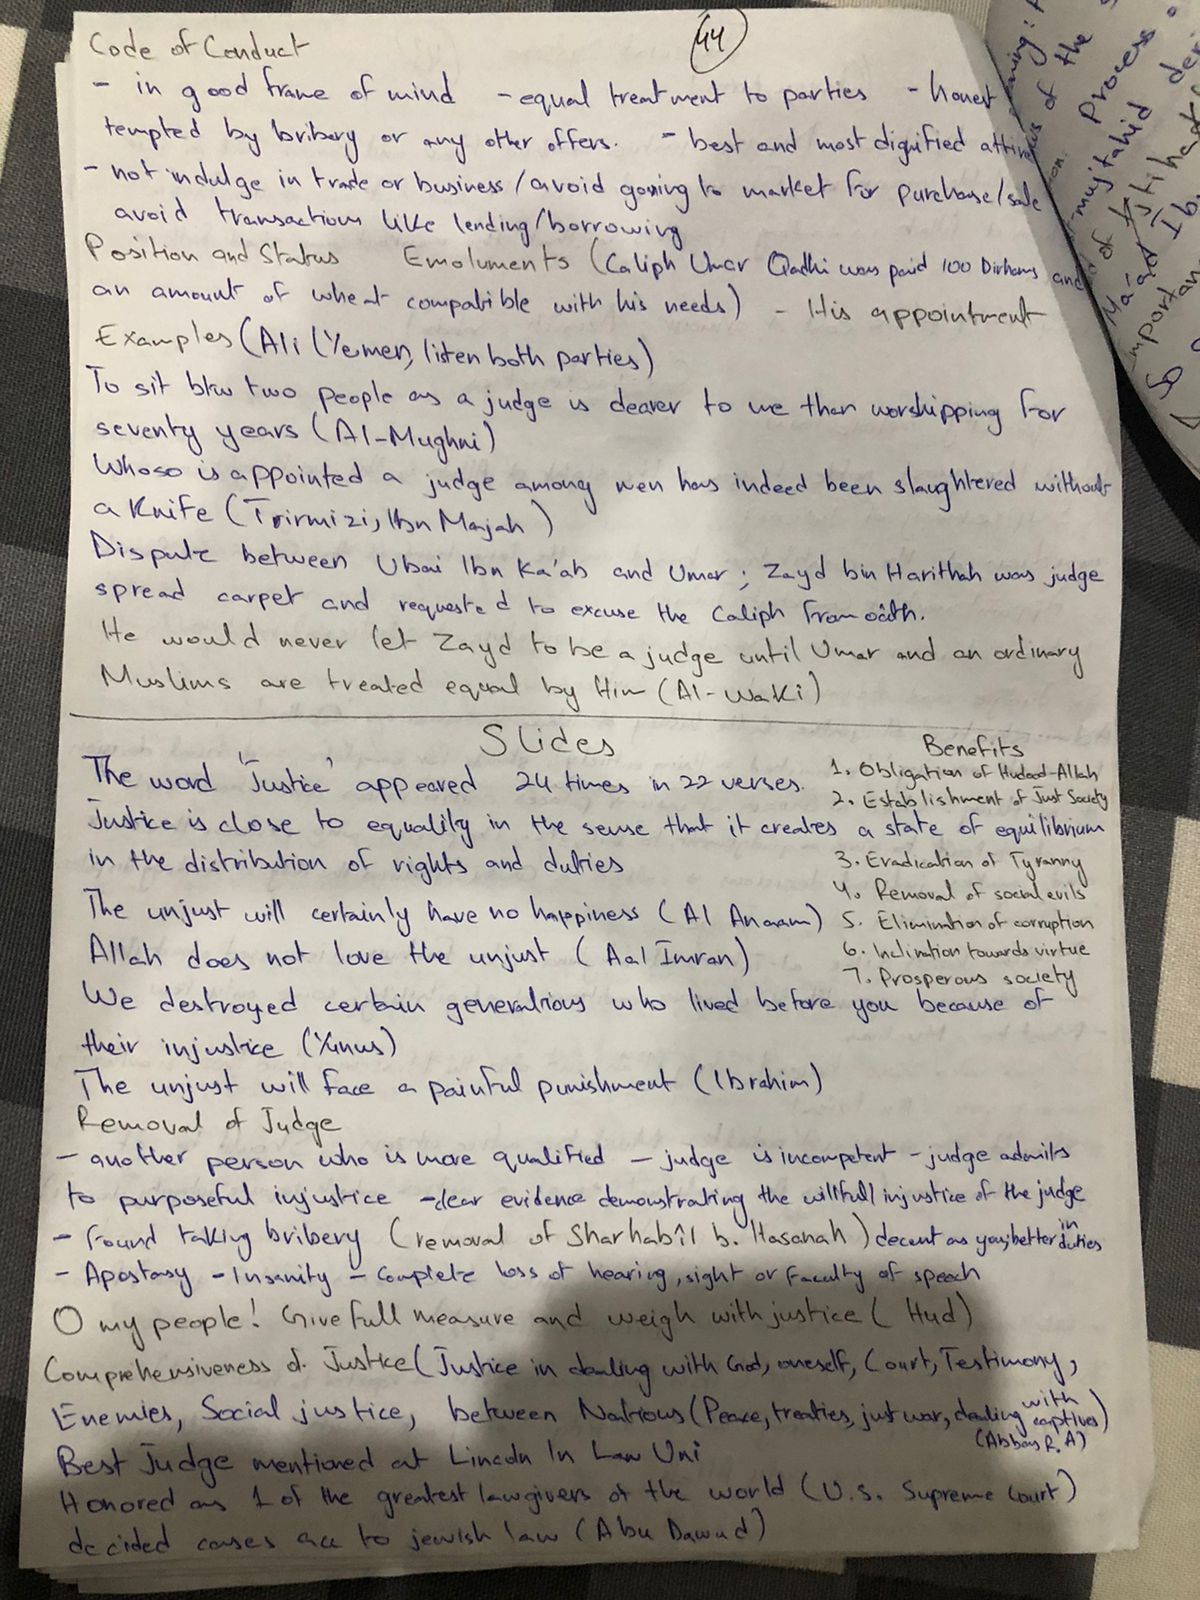 44
Code of Conduct
- in good frame of mind - equal treatment to parties - honest
tempted by bribery or any other offers. - best and most dignified attire
- not indulge in trade or business / avoid going to market for purchase/sale
avoid transactions like lending/borrowing
Position and Status Emoluments (Caliph Umar Qadhi was paid 100 Dirhams and
an amount of wheat compatible with his needs) - His appointment
Examples (Ali (Yemen, listen both parties)
To sit btw two people as a judge is dearer to me than worshipping for
seventy years (Al-Mughni)
Whoso is appointed a judge among men has indeed been slaughtered without
a Knife (Trirmizi, Ibn Majah)
Dispute between Ubai Ibn Ka'ab and Umar; Zayd bin Harithah was judge
spread carpet and requested to excuse the Caliph from oath.
He would never let Zayd to be a judge until Umar and an ordinary
Muslims are treated equal by Him (Al-Waki)
Slides
The word 'Justice' appeared 24 times in 22 verses.
Justice is close to equality in the sense that it creates a state of equilibrium
in the distribution of rights and duties
The unjust will certainly have no happiness (Al Anaam)
Allah does not love the unjust (Aal Imran)
We destroyed certain generations who lived before you because of
their injustice (Yunus)
The unjust will face a painful punishment (Ibrahim)
Benefits
1. Obligation of Hudood-Allah
2. Establishment of Just Society
3. Eradication of Tyranny
4. Removal of social evils
5. Elimination of corruption
6. Inclination towards virtue
7. Prosperous society
Removal of Judge
- another person who is more qualified - judge is incompetent - judge admits
to purposeful injustice - clear evidence demonstrating the willful injustice of the judge
- Found taking bribery (removal of Sharhabîl b. Hasanah) decent as you, better in duties
- Apostasy - Insanity - Complete loss of hearing, sight or faculty of speech
O my people! Give full measure and weigh with justice (Hud)
Comprehensiveness of Justice (Justice in dealing with God, oneself, Court, Testimony,
Enemies, Social justice, between Nations (Peace, treaties, just war, dealing with captives)
(Abbas R.A)
Best Judge mentioned at Lincoln In Law Uni
Honored as 1 of the greatest lawgivers of the world (U.S. Supreme Court)
decided cases acc to jewish law (Abu Dawud)
Process
mujtahid
Ijtihad
Ma'ad Ib
importan